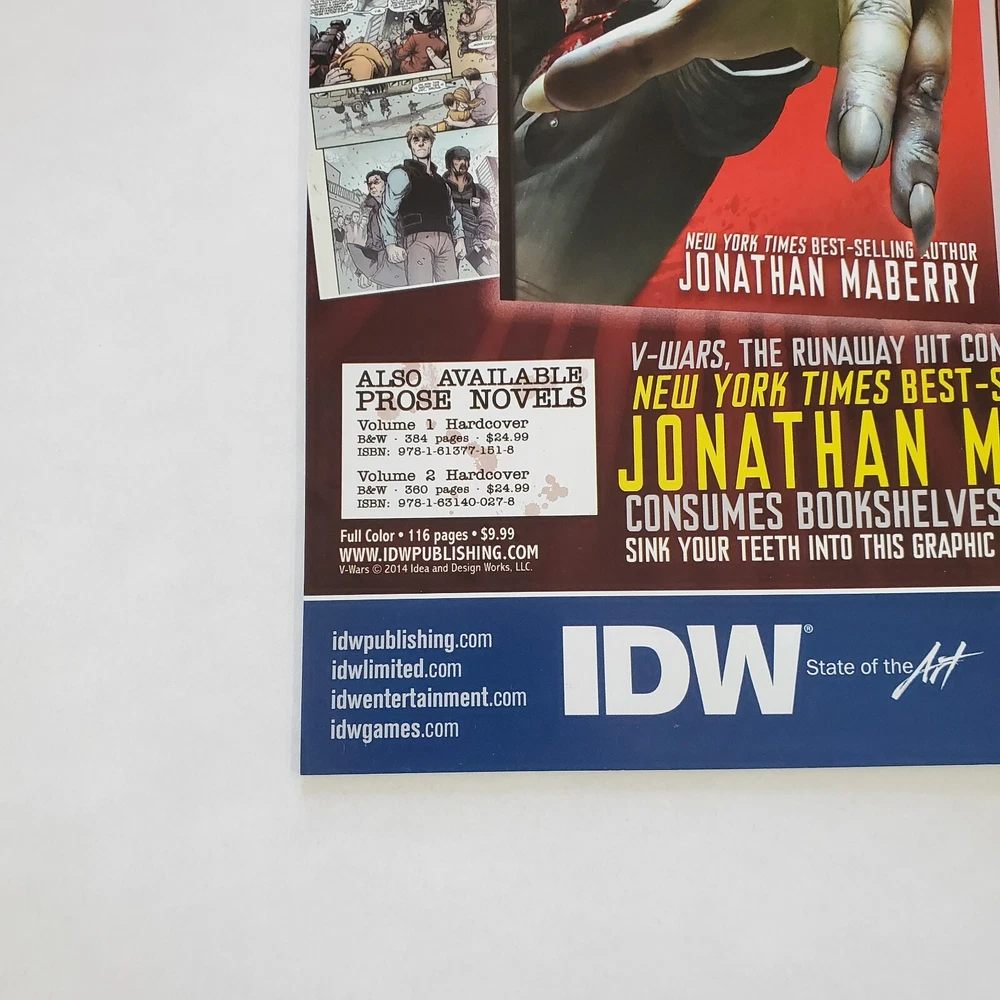 NEW YORK TIMES BEST-SELLING AUTHOR
JONATHAN MABERRY
V-WARS, THE RUNAWAY HIT CON
NEW YORK TIMES BEST-S
JONATHAN M
CONSUMES BOOKSHELVES
SINK YOUR TEETH INTO THIS GRAPHIC
ALSO AVAILABLE
PROSE NOVELS
Volume 1 Hardcover
B&W · 384 pages · $24.99
ISBN: 978-1-61377-151-8
Volume 2 Hardcover
B&W · 360 pages · $24.99
ISBN: 978-1-63140-027-8
Full Color • 116 pages • $9.99
WWW.IDWPUBLISHING.COM
V-Wars © 2014 Idea and Design Works, LLC.
idwpublishing.com
idwlimited.com
idwentertainment.com
idwgames.com
IDW®
State of the Art